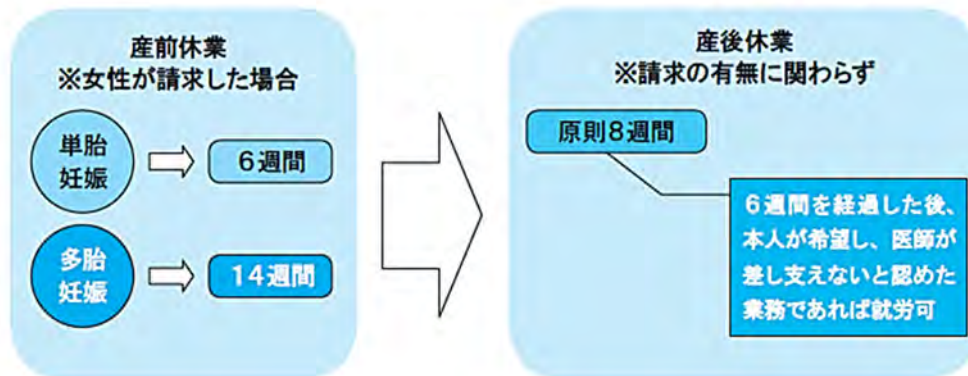 産前休業
※女性が請求した場合
単胎
妊娠
6週間
多胎
妊娠
14週間
産後休業
※請求の有無に関わらず
原則8週間
6週間を経過した後、
本人が希望し、医師が
差し支えないと認めた
業務であれば就労可